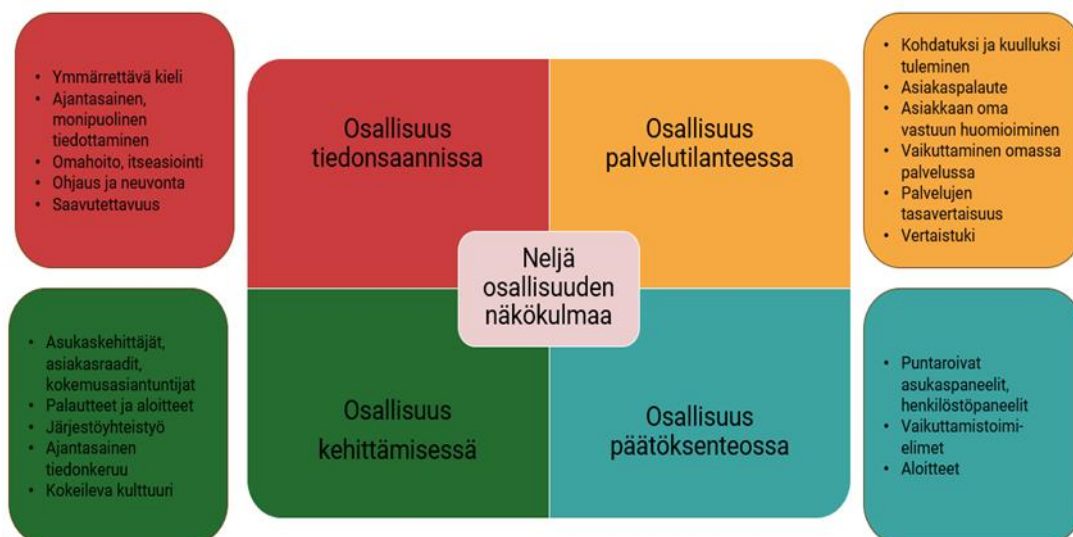 • Ymmärrettävä kieli
• Ajantasainen,
monipuolinen
tiedottaminen
• Omahoito, itseasiointi
• Ohjaus ja neuvonta
• Saavutettavuus
Osallisuus
tiedonsaannissa
Osallisuus
palvelutilanteessa
• Kohdatuksi ja kuulluksi
tuleminen
• Asiakaspalaute
• Asiakkaan oma
vastuun huomioiminen
• Vaikuttaminen omassa
palvelussa
• Palvelujen
tasavertaisuus
• Vertaistuki
Neljä
osallisuuden
näkökulmaa
• Asukaskehittäjät,
asiakasraadit,
kokemusasiantuntijat
• Palautteet ja aloitteet
• Järjestöyhteistyö
• Ajantasainen
tiedonkeruu
• Kokeileva kulttuuri
Osallisuus
kehittämisessä
Osallisuus
päätöksenteossa
• Puntaroivat
asukaspaneelit,
henkilöstöpaneelit
• Vaikuttamistoimi-
elimet
• Aloitteet